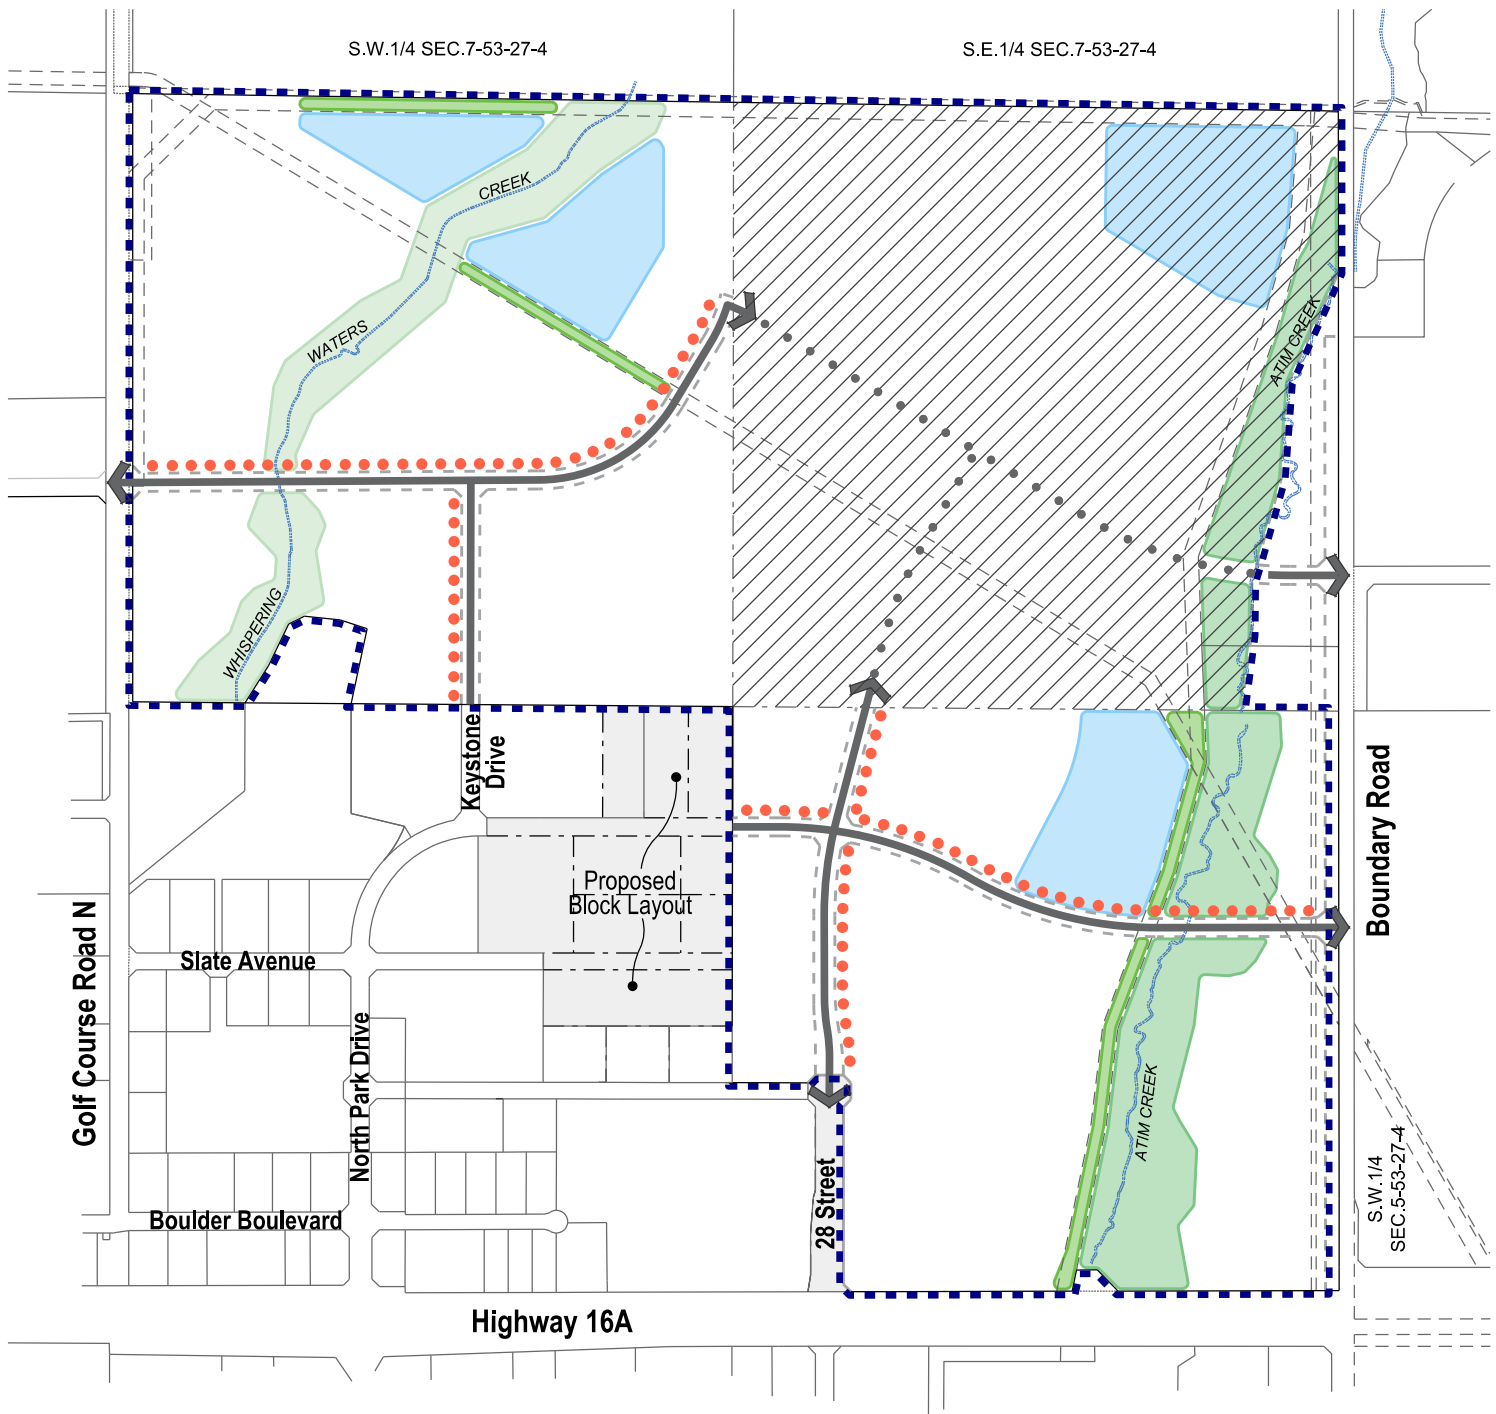 S.W.1/4 SEC.7-53-27-4
S.E.1/4 SEC.7-53-27-4
CREEK
WATERS
WHISPERING
ATIM CREEK
Keystone
Drive
Proposed
Block Layout
Boundary Road
Golf Course Road N
Slate Avenue
North Park Drive
Boulder Boulevard
28 Street
ATIM CREEK
S.W.1/4
SEC.5-53-27-4
Highway 16A